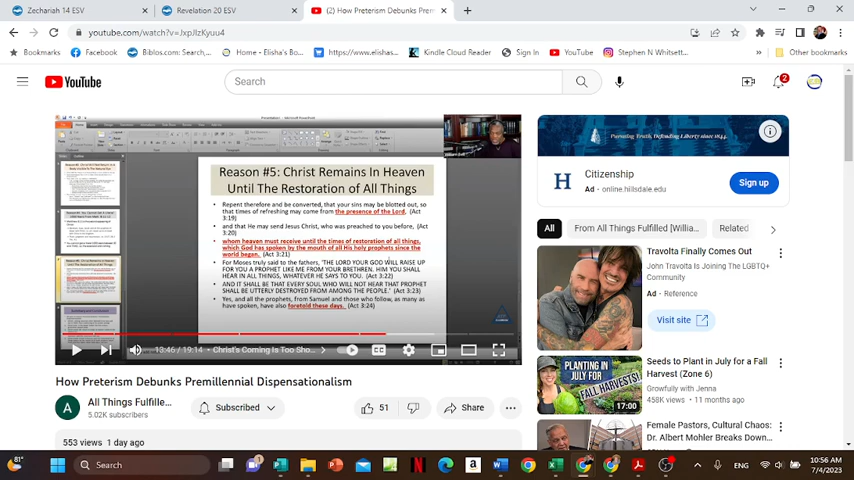 Zechariah 14 ESV
Revelation 20 ESV
(2) How Preterism Debunks Prem
youtube.com/watch?v=JxpJlzKyuu4
Bookmarks
Facebook
Biblos.com: Directory
Home - Elisha's Bo...
https://www.elishas...
Kindle Cloud Reader
Sign In
YouTube
Stephen N Whitsett...
Other bookmarks
YouTube
Search
2
Reason #5: Christ Remains In Heaven
Until The Restoration of All Things
Repent therefore and be converted, that your sins may be blotted out, so
that times of refreshing may come from the presence of the Lord, (Act
3:19)
and that He may send Jesus Christ, who was preached to you before, (Act
3:20)
whom heaven must receive until the times of restoration of all things,
which God has spoken by the mouth of all His holy prophets since the
world began. (Act 3:21)
For Moses truly said to the fathers, 'THE LORD YOUR GOD WILL RAISE
UP FOR YOU A PROPHET LIKE ME FROM YOUR BRETHREN. HIM YOU SHALL
HEAR IN ALL THINGS, WHATEVER HE SAYS TO YOU. (Act 3:22)
AND IT SHALL BE THAT EVERY SOUL WHO WILL NOT HEAR THAT PROPHET
SHALL BE UTTERLY DESTROYED FROM AMONG THE PEOPLE.' (Act 3:23)
Yes, and all the prophets, from Samuel and those who follow, as many as
have spoken, have also foretold these days. (Act 3:24)
13:46 / 19:14 • Christ's Coming Is Too Sho...
CC
How Preterism Debunks Premillennial Dispensationalism
A
All Things Fulfille...
5.02K subscribers
Subscribed
51
Share
553 views 1 day ago
Pursuing Truth, Defending Liberty since 1844.
H
Citizenship
Ad • online.hillsdale.edu
Sign up
All
From All Things Fulfilled [Willia...
Related
Travolta Finally Comes Out
John Travolta Is Joining The LGBTQ+
Community
Ad • Reference
Visit site
PLANTING IN
JULY FOR
FALL
HARVESTS!
17:00
Seeds to Plant in July for a Fall
Harvest! (Zone 6)
Growfully with Jenna
458K views • 11 months ago
Female Pastors, Cultural Chaos:
Dr. Albert Mohler Breaks Down...
81°
Search
ENG
10:56 AM
7/4/2023